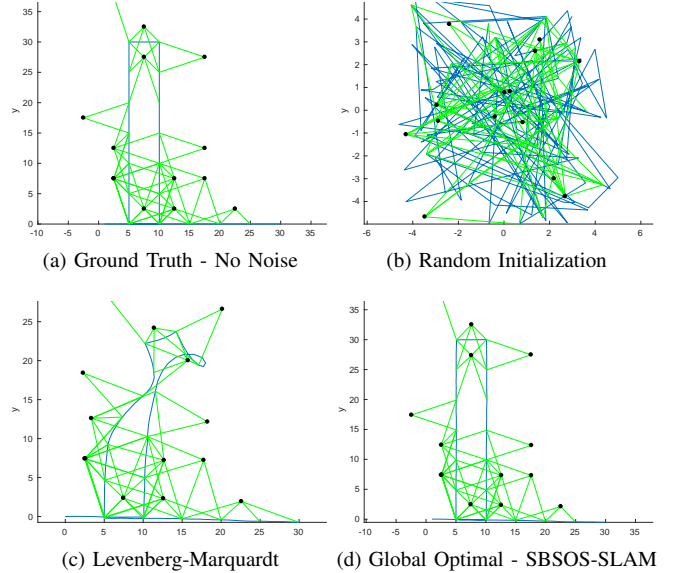 35
30
25
20
15
10
5
0
y
-10 -5 0 5 10 15 20 25 30 35
(a) Ground Truth - No Noise
4
3
2
1
0
-1
-2
-3
-4
y
-6 -4 -2 0 2 4 6
(b) Random Initialization
25
20
15
10
5
0
y
0 5 10 15 20 25 30
(c) Levenberg-Marquardt
35
30
25
20
15
10
5
0
y
-10 -5 0 5 10 15 20 25 30 35
(d) Global Optimal - SBSOS-SLAM